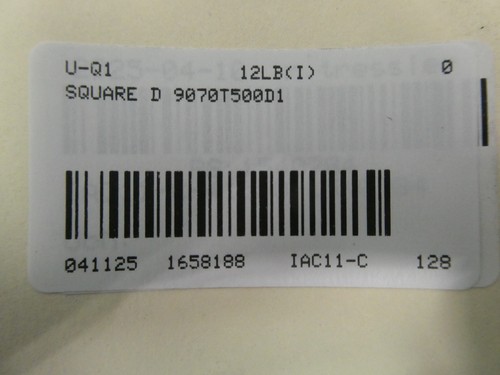 U-Q1 12LB(I) 0
SQUARE D 9070T500D1
041125 1658188 IAC11-C 128